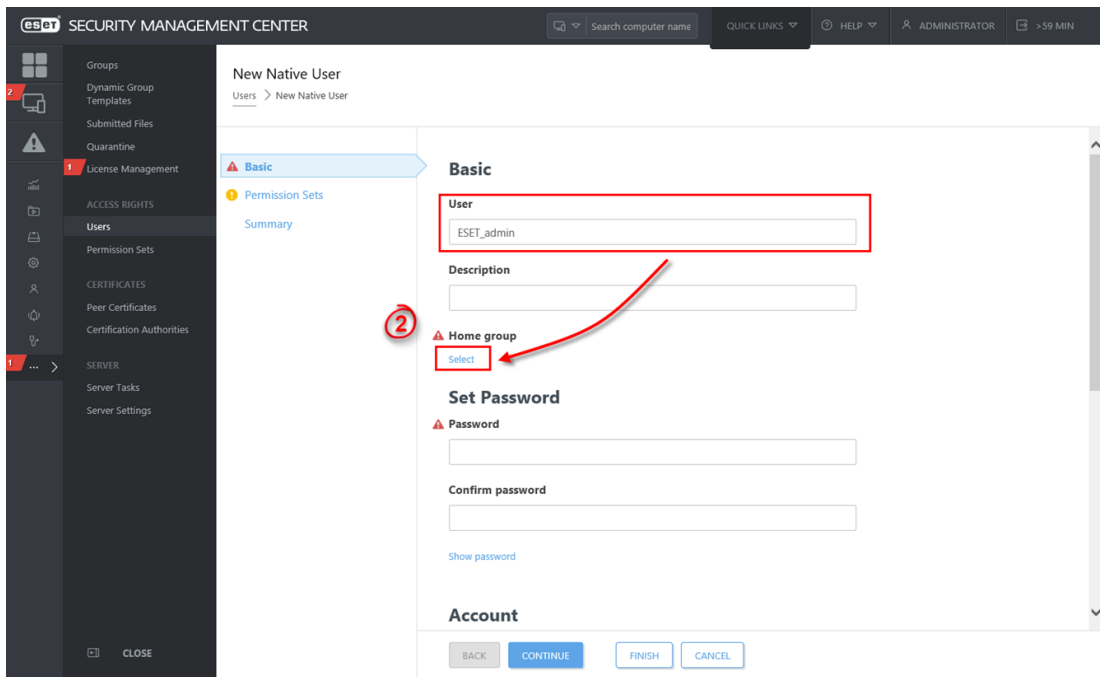 eset SECURITY MANAGEMENT CENTER
Search computer name
QUICK LINKS
HELP
ADMINISTRATOR
>59 MIN
2
1
1
...
Groups
Dynamic Group
Templates
Submitted Files
Quarantine
License Management
ACCESS RIGHTS
Users
Permission Sets
CERTIFICATES
Peer Certificates
Certification Authorities
SERVER
Server Tasks
Server Settings
CLOSE
New Native User
Users > New Native User
Basic
Permission Sets
Summary
Basic
User
ESET_admin
Description
2
Home group
Select
Set Password
Password
Confirm password
Show password
Account
BACK
CONTINUE
FINISH
CANCEL